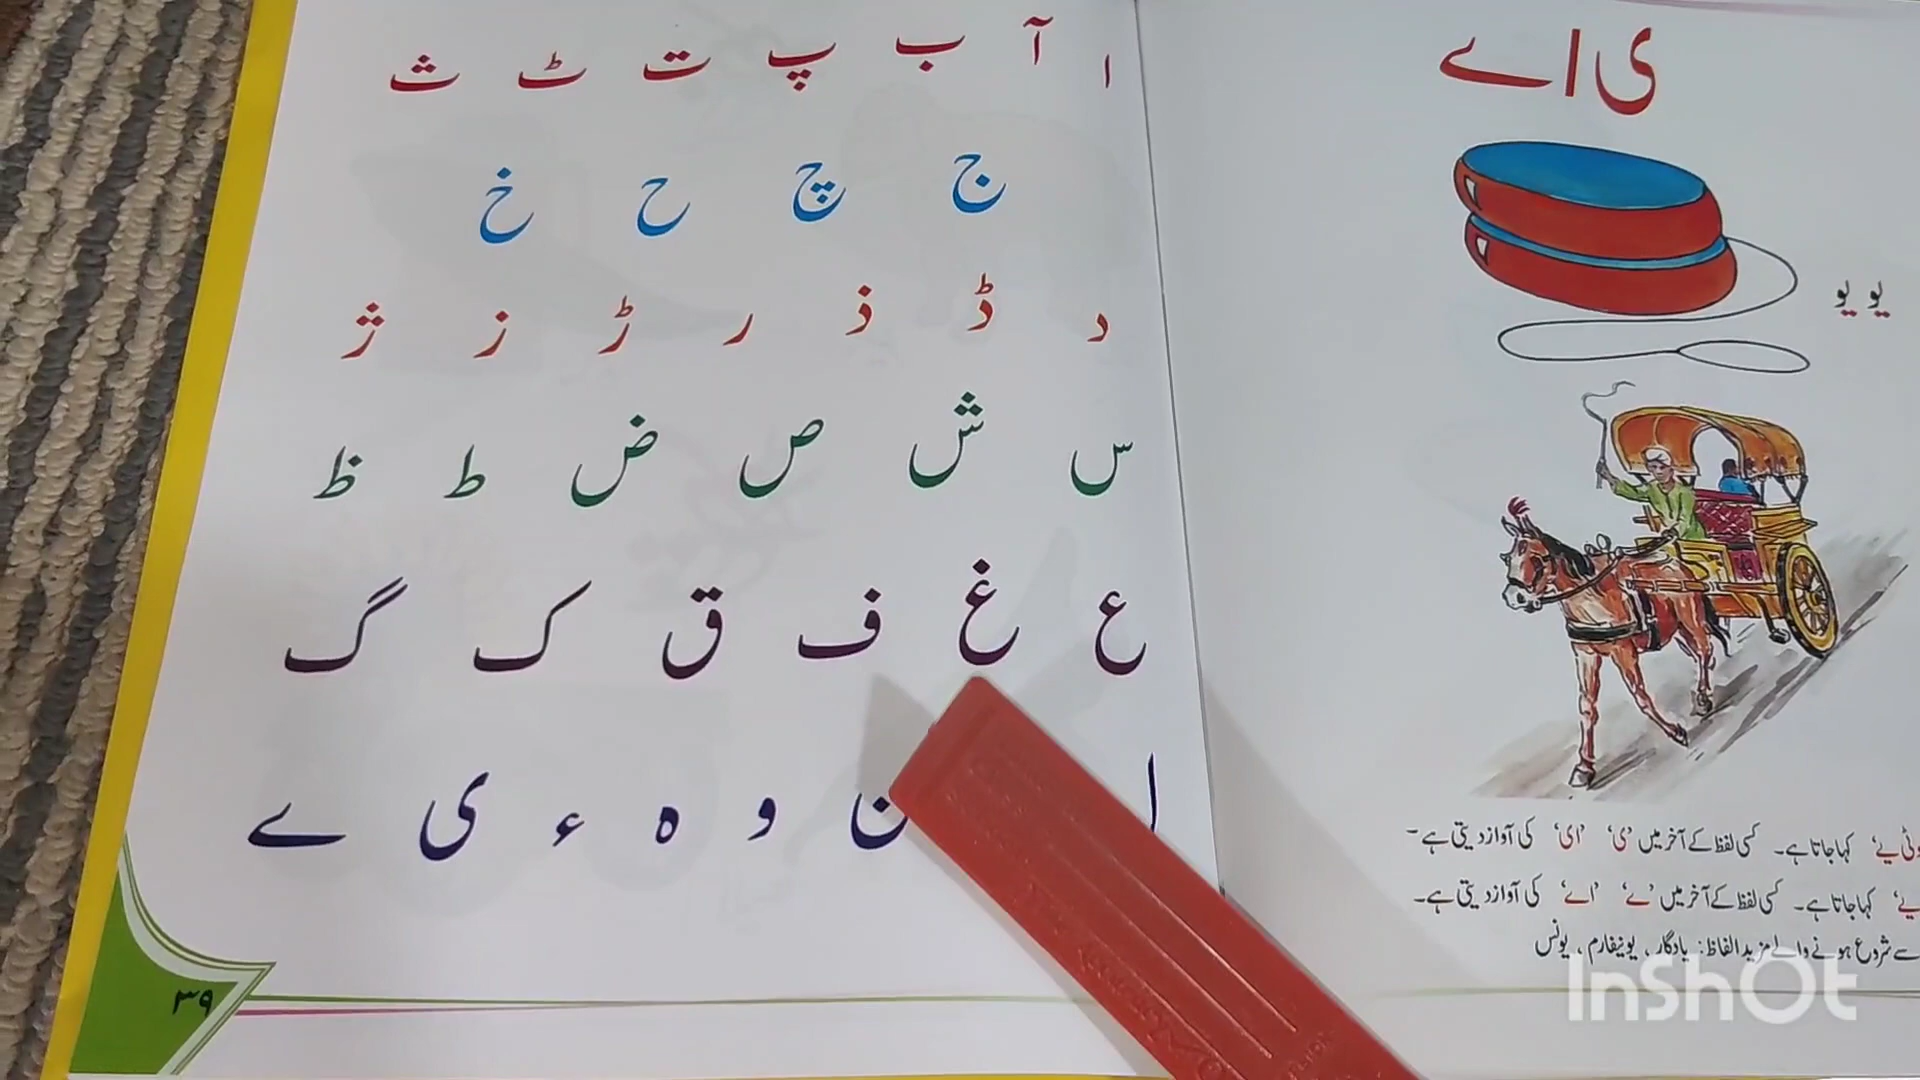 ا آ ب پ ت ٹ ث
ج چ ح خ
د ڈ ذ ر ڑ ز ژ
س ش ص ض ط ظ
ع غ ف ق ک گ
ل ن و ہ ء ی ے
۳۹
ی اے
یو یو
کہا جاتا ہے۔ کسی لفظ کے آخر میں ’ی‘ ’ای‘ کی آواز دیتی ہے۔
کہا جاتا ہے۔ کسی لفظ کے آخر میں ’ے‘ ’اے‘ کی آواز دیتی ہے۔
سے شروع ہونے والے مزید الفاظ: یادگار، یونیفارم، یونس
InShOt